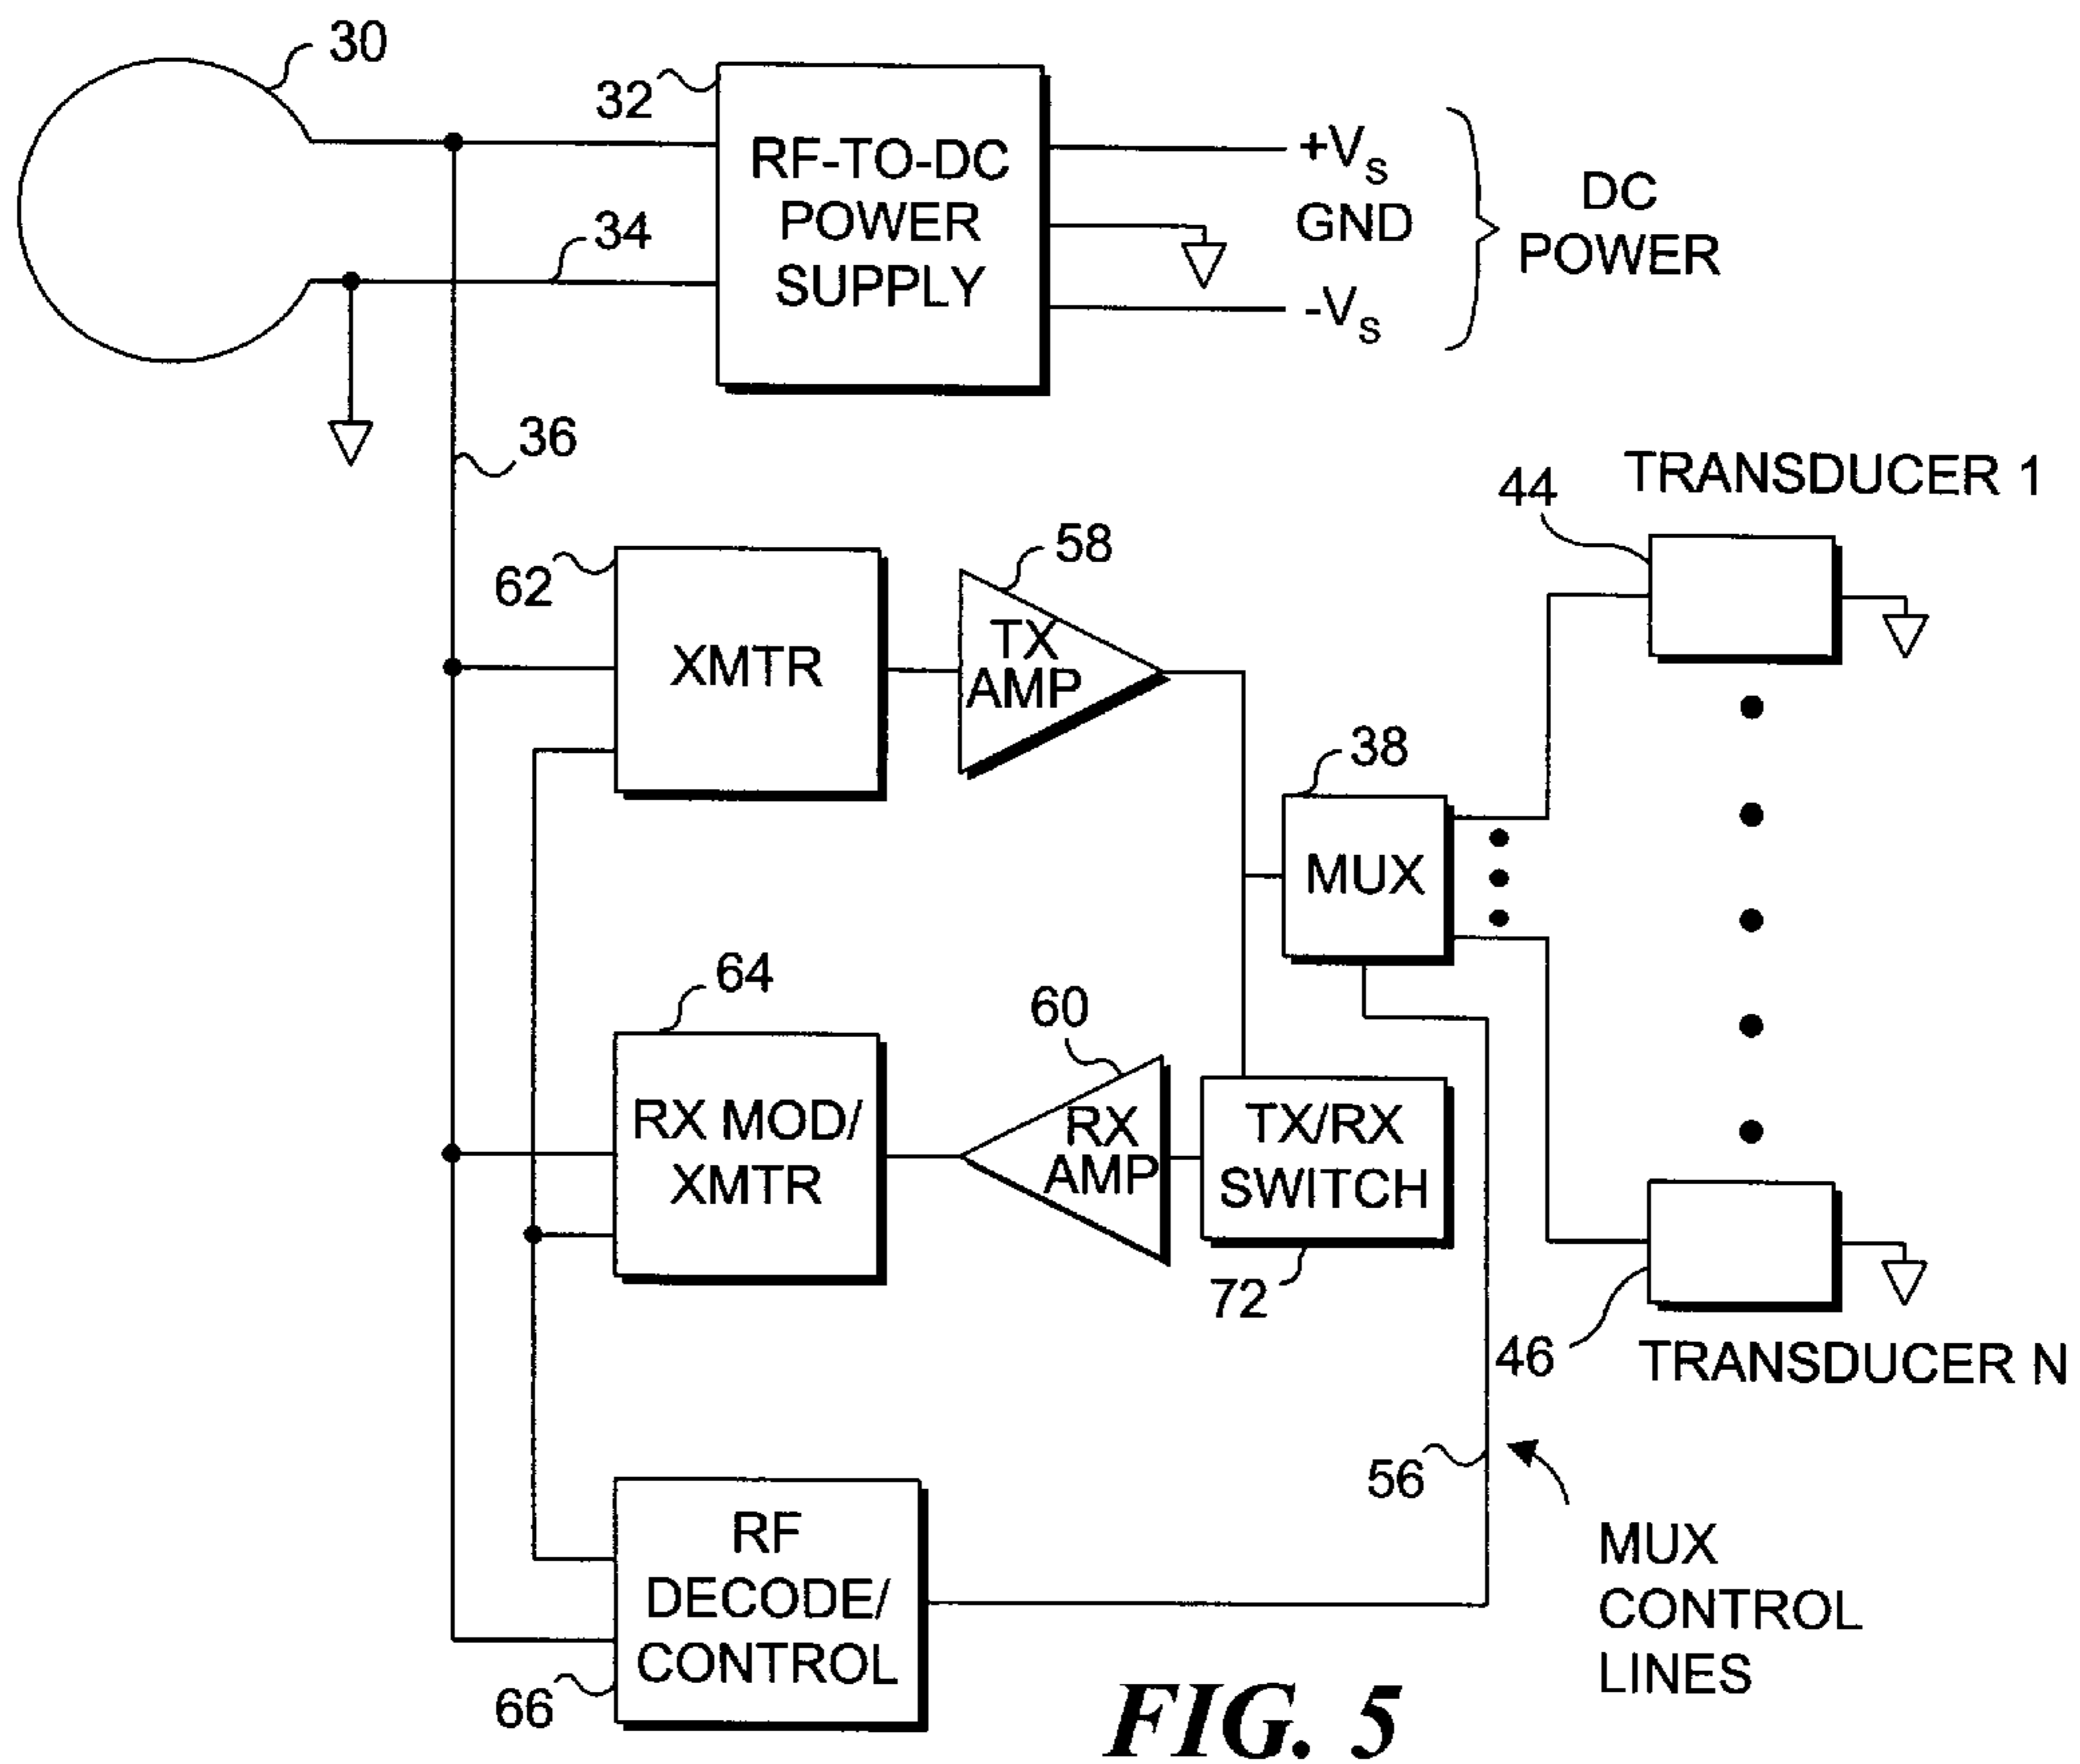 30
32
RF-TO-DC
POWER
SUPPLY
+VS
GND
-VS
DC
POWER
34
36
44
TRANSDUCER 1
62
XMTR
58
TX
AMP
38
MUX
64
RX MOD/
XMTR
60
RX
AMP
TX/RX
SWITCH
72
46
TRANSDUCER N
56
MUX
CONTROL
LINES
RF
DECODE/
CONTROL
66
FIG. 5